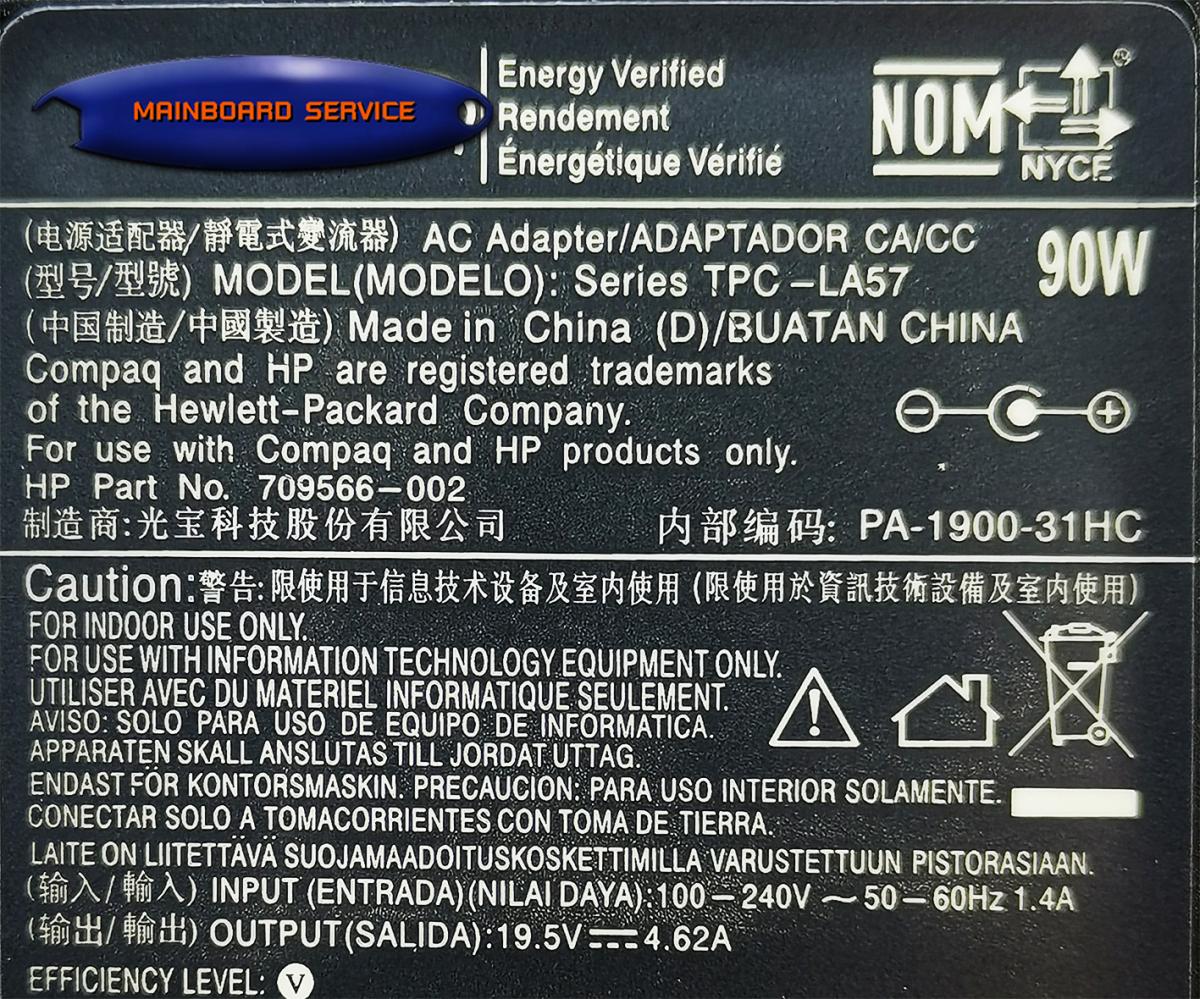 MAINBOARD SERVICE
Energy Verified
Rendement
Énergétique Vérifié
NOM
NYCE
(电源适配器/靜電式變流器) AC Adapter/ADAPTADOR CA/CC
90W
(型号/型號) MODEL(MODELO): Series TPC-LA57
(中国制造/中國製造) Made in China (D)/BUATAN CHINA
Compaq and HP are registered trademarks
of the Hewlett-Packard Company.
For use with Compaq and HP products only.
HP Part No. 709566-002
制造商:光宝科技股份有限公司 内部编码: PA-1900-31HC
Caution:警告: 限使用于信息技术设备及室内使用 (限使用於資訊技術設備及室内使用)
FOR INDOOR USE ONLY.
FOR USE WITH INFORMATION TECHNOLOGY EQUIPMENT ONLY.
UTILISER AVEC DU MATERIEL INFORMATIQUE SEULEMENT.
AVISO: SOLO PARA USO DE EQUIPO DE INFORMATICA.
APPARATEN SKALL ANSLUTAS TILL JORDAT UTTAG.
ENDAST FÖR KONTORSMASKIN. PRECAUCION: PARA USO INTERIOR SOLAMENTE.
CONECTAR SOLO A TOMACORRIENTES CON TOMA DE TIERRA.
LAITE ON LIITETTÄVÄ SUOJAMAADOITUSKOSKETTIMILLA VARUSTETTUUN PISTORASIAAN.
(输入/輸入) INPUT (ENTRADA)(NILAI DAYA):100-240V ~ 50-60Hz 1.4A
(输出/輸出) OUTPUT(SALIDA):19.5V⎓4.62A
EFFICIENCY LEVEL: V